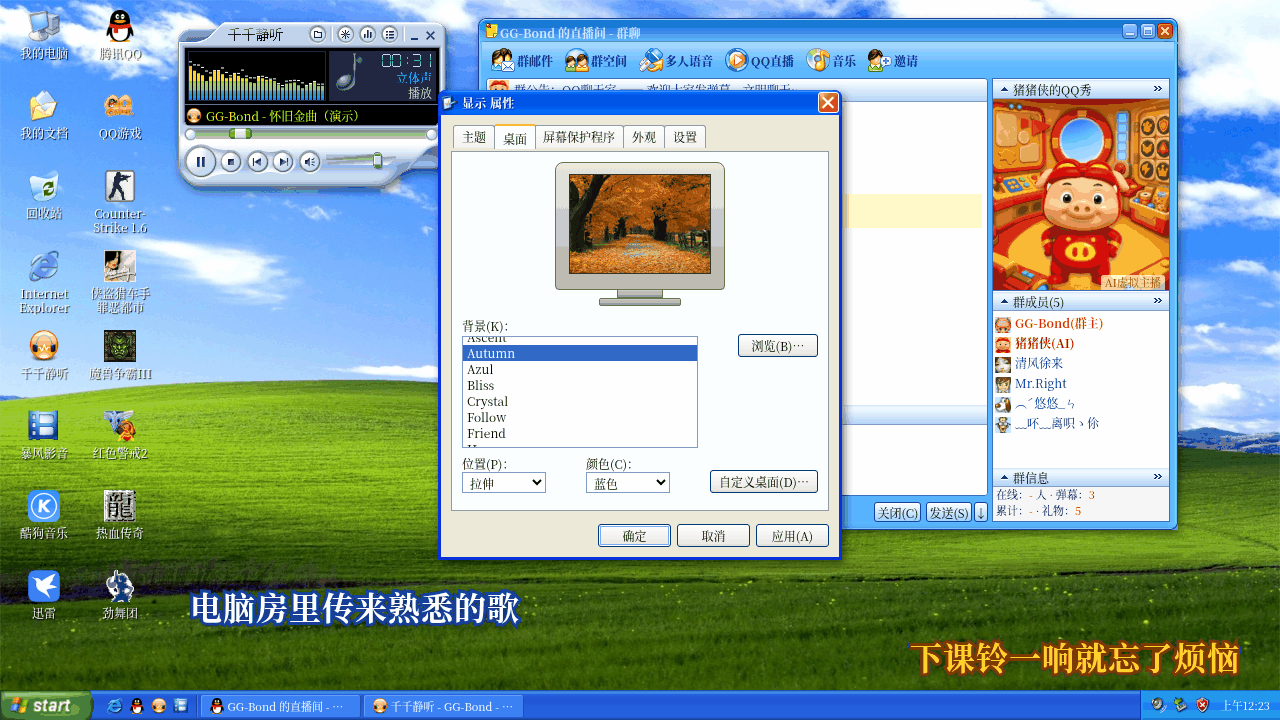 我的电脑
腾讯QQ
我的文档
QQ游戏
回收站
Counter-
Strike 1.6
Internet
Explorer
侠盗猎车手
罪恶都市
千千静听
魔兽争霸III
暴风影音
红色警戒2
酷狗音乐
热血传奇
迅雷
劲舞团
千千静听
00:31
立体声
播放
GG-Bond - 怀旧金曲（演示）
GG-Bond 的直播间 - 群聊
群邮件
群空间
多人语音
QQ直播
音乐
邀请
显示 属性
主题
桌面
屏幕保护程序
外观
设置
背景(K):
Ascent
Autumn
Azul
Bliss
Crystal
Follow
Friend
浏览(B)…
位置(P):
颜色(C):
拉伸
蓝色
自定义桌面(D)…
确定
取消
应用(A)
猪猪侠的QQ秀
AI虚拟主播
群成员(5)
GG-Bond(群主)
猪猪侠(AI)
清风徐来
Mr.Right
︵ˊ悠悠_ㄣ
群信息
在线: - 人 · 弹幕: 3
累计: - · 礼物: 5
关闭(C)
发送(S)
↓
电脑房里传来熟悉的歌
下课铃一响就忘了烦恼
start
GG-Bond 的直播间 - …
千千静听 - GG-Bond - …
上午12:23